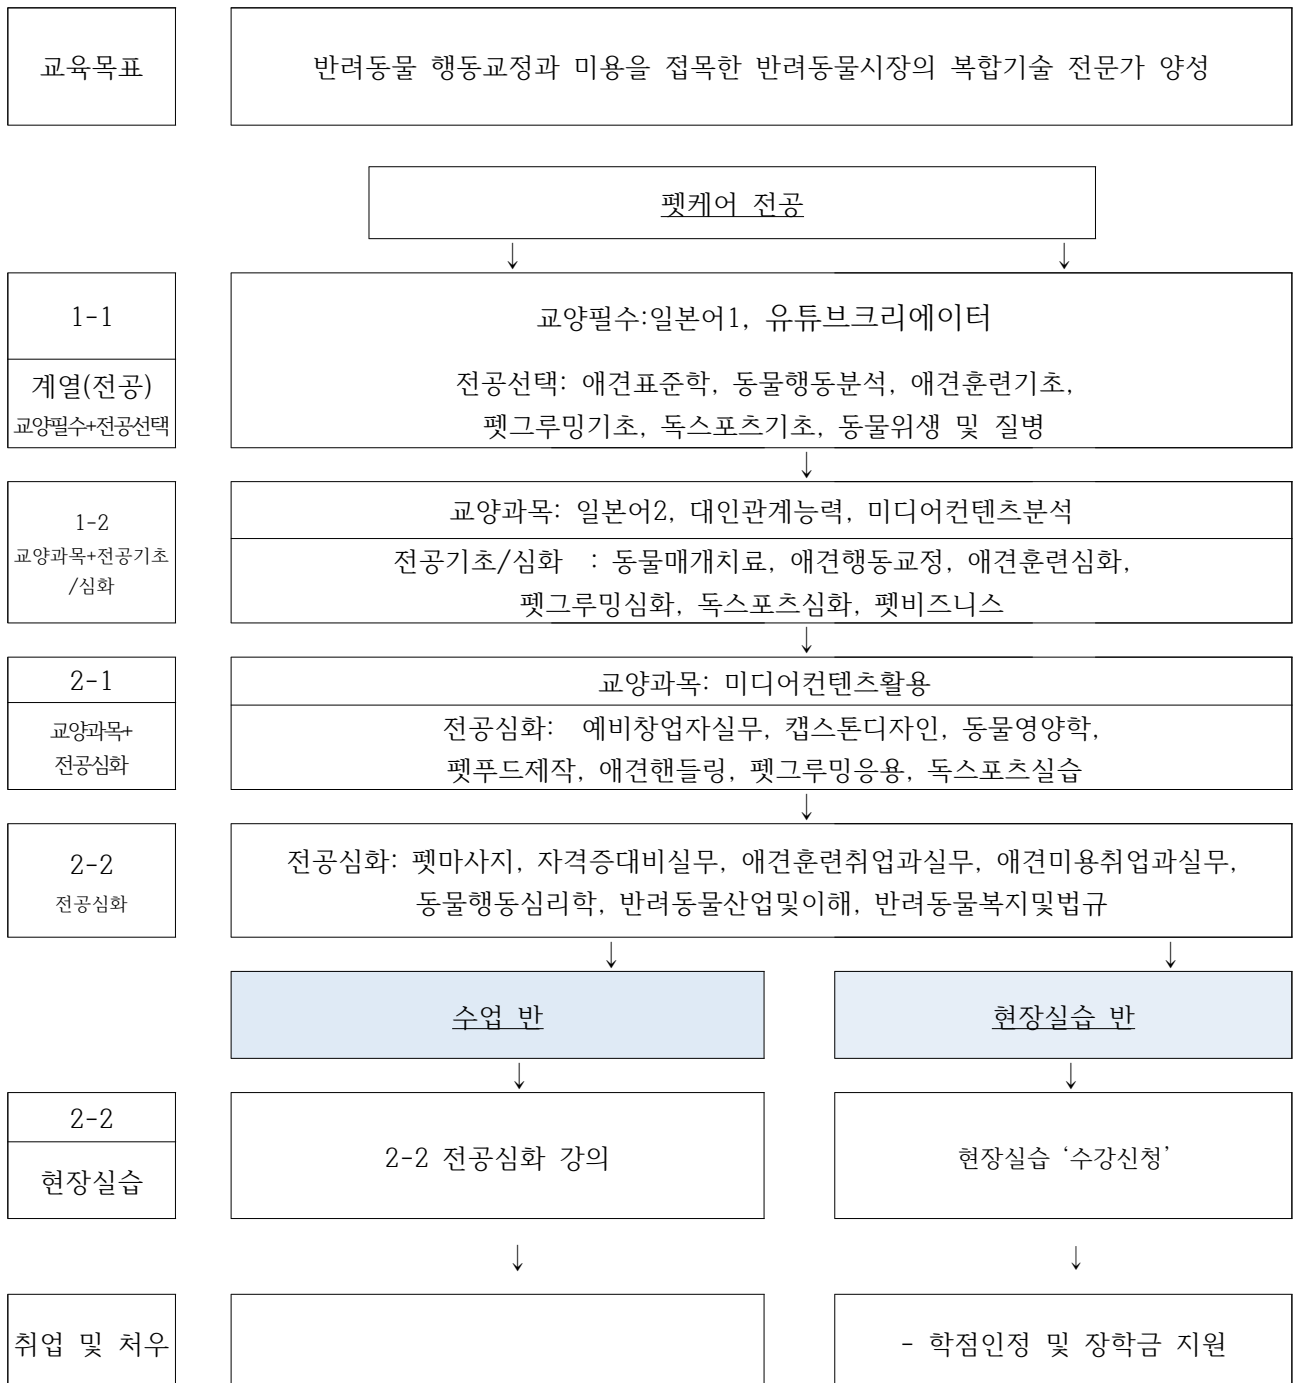 교육목표
반려동물 행동교정과 미용을 접목한 반려동물시장의 복합기술 전문가 양성
펫케어 전공
↓ ↓
1-1
교양필수:일본어1, 유튜브크리에이터
계열(전공)
교양필수+전공선택
전공선택: 애견표준학, 동물행동분석, 애견훈련기초,
펫그루밍기초, 독스포츠기초, 동물위생 및 질병
↓
1-2
교양과목+전공기초
/심화
교양과목: 일본어2, 대인관계능력, 미디어컨텐츠분석
전공기초/심화 : 동물매개치료, 애견행동교정, 애견훈련심화,
펫그루밍심화, 독스포츠심화, 펫비즈니스
↓
2-1
교양과목+
전공심화
교양과목: 미디어컨텐츠활용
전공심화: 예비창업자실무, 캡스톤디자인, 동물영양학,
펫푸드제작, 애견핸들링, 펫그루밍응용, 독스포츠실습
↓
2-2
전공심화
전공심화: 펫마사지, 자격증대비실무, 애견훈련취업과실무, 애견미용취업과실무,
동물행동심리학, 반려동물산업및이해, 반려동물복지및법규
↓ ↓
수업 반
현장실습 반
↓ ↓
2-2
현장실습
2-2 전공심화 강의
현장실습 ‘수강신청’
↓ ↓
취업 및 처우
- 학점인정 및 장학금 지원